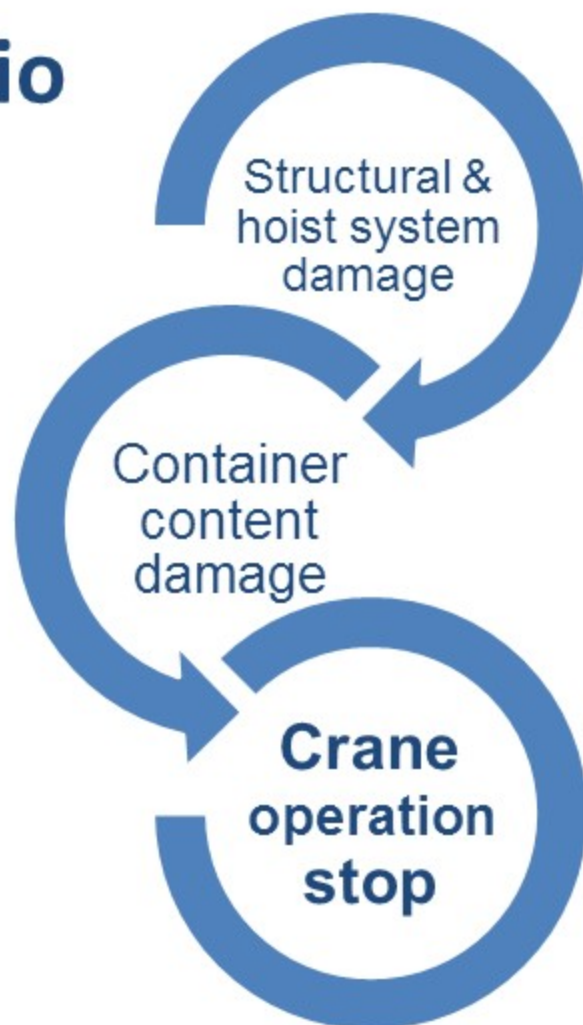 io
Structural &
hoist system
damage
Container
content
damage
Crane
operation
stop